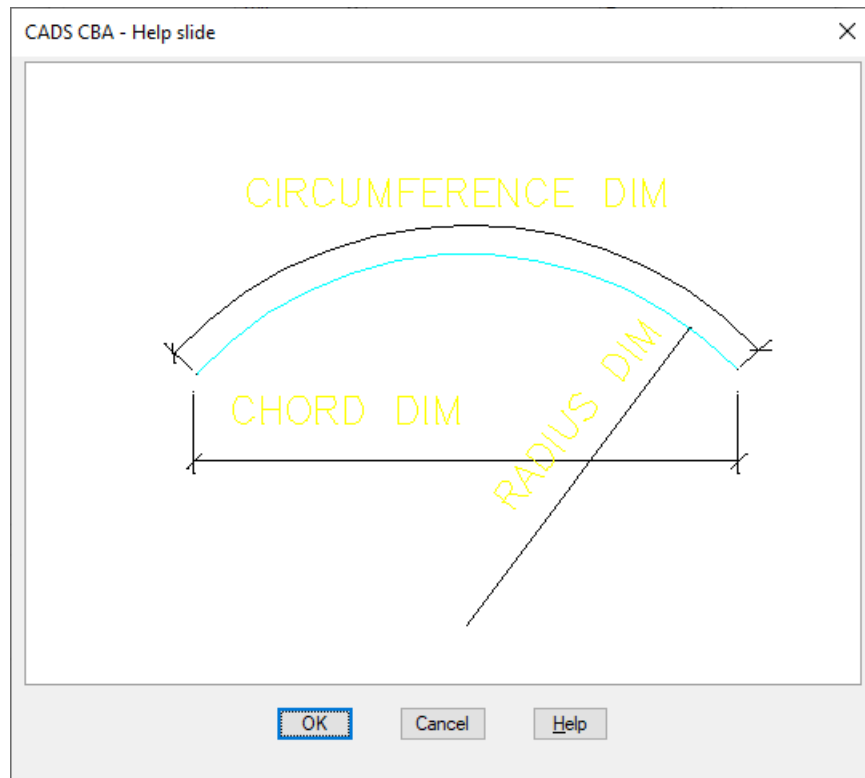 CADS CBA - Help slide
CIRCUMFERENCE DIM
CHORD DIM
RADIUS DIM
OK
Cancel
Help